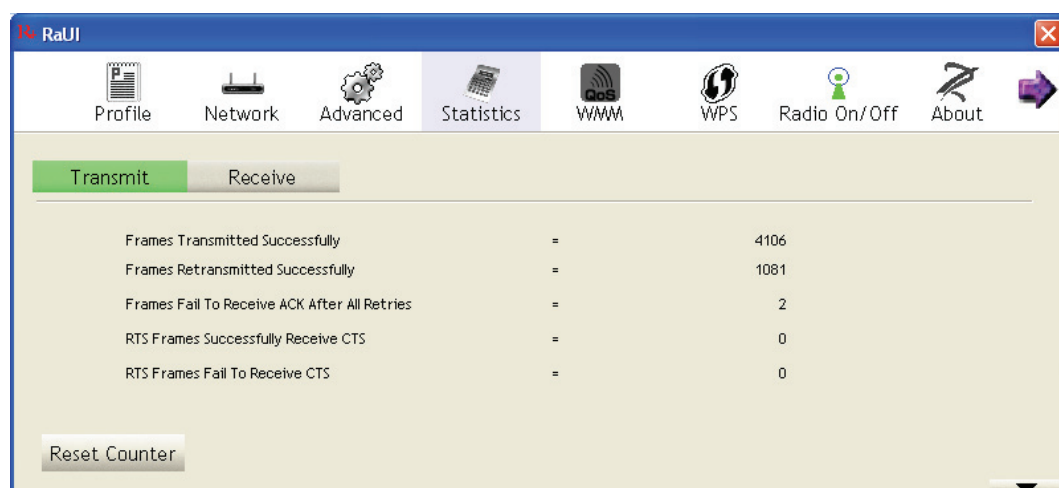 RaUI
Profile Network Advanced Statistics QoS WMM WPS Radio On/Off About
Transmit Receive
Frames Transmitted Successfully = 4106
Frames Retransmitted Successfully = 1081
Frames Fail To Receive ACK After All Retries = 2
RTS Frames Successfully Receive CTS = 0
RTS Frames Fail To Receive CTS = 0
Reset Counter